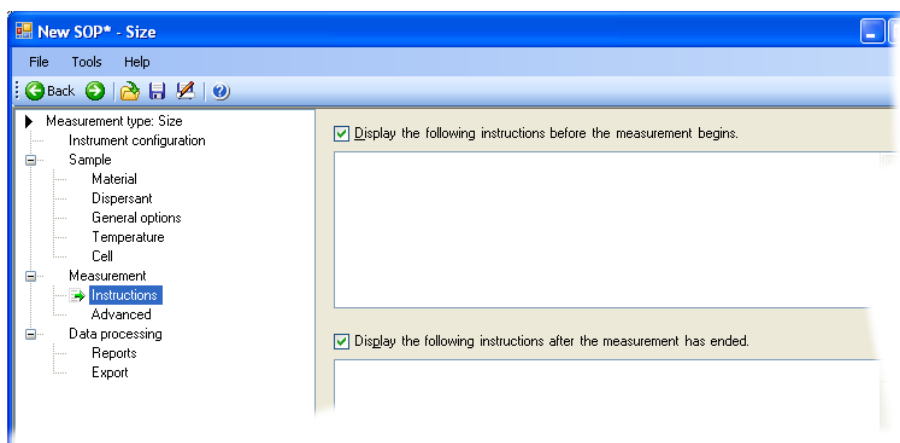 New SOP* - Size
File Tools Help
Back
Measurement type: Size
Instrument configuration
Sample
Material
Dispersant
General options
Temperature
Cell
Measurement
Instructions
Advanced
Data processing
Reports
Export
Display the following instructions before the measurement begins.
Display the following instructions after the measurement has ended.